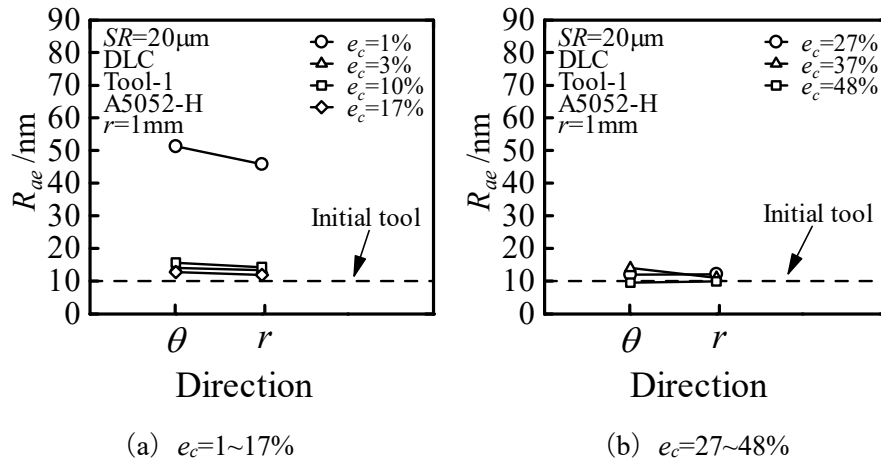 90
80
70
60
50
40
30
20
10
0
R_ae /nm
SR=20μm
DLC
Tool-1
A5052-H
r=1mm
e_c=1%
e_c=3%
e_c=10%
e_c=17%
Initial tool
θ r
Direction
(a) e_c=1~17%
90
80
70
60
50
40
30
20
10
0
R_ae /nm
SR=20μm
DLC
Tool-1
A5052-H
r=1mm
e_c=27%
e_c=37%
e_c=48%
Initial tool
θ r
Direction
(b) e_c=27~48%